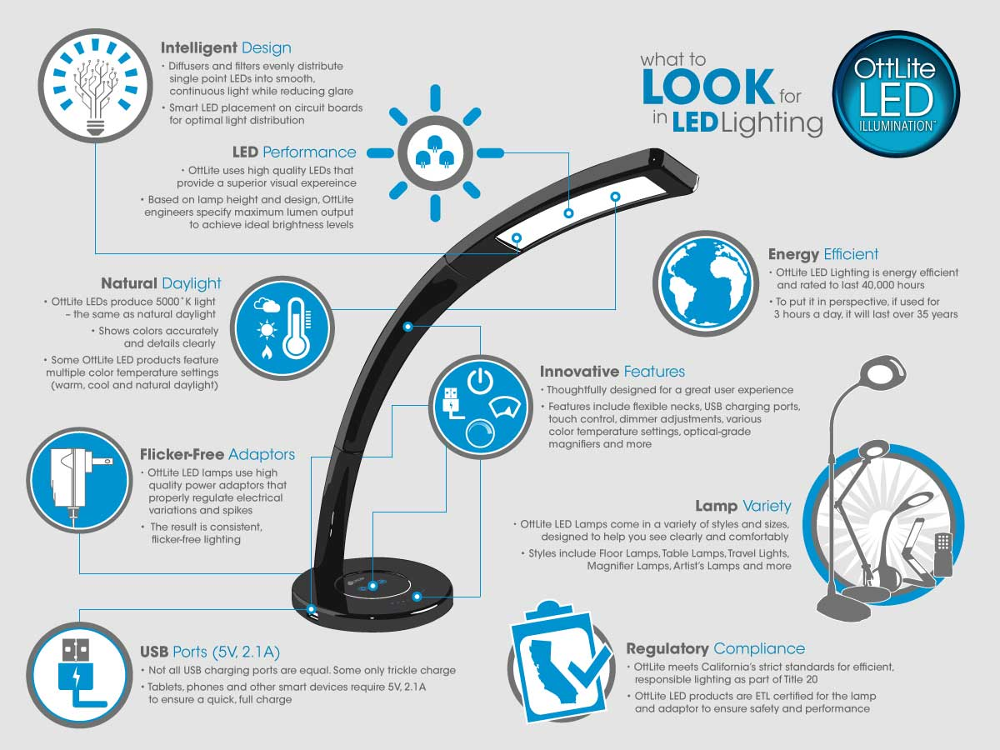 what to
LOOK for
in LED Lighting
OttLite
LED
ILLUMINATION™
Intelligent Design
• Diffusers and filters evenly distribute
single point LEDs into smooth,
continuous light while reducing glare
• Smart LED placement on circuit boards
for optimal light distribution
LED Performance
• OttLite uses high quality LEDs that
provide a superior visual expereince
• Based on lamp height and design, OttLite
engineers specify maximum lumen output
to achieve ideal brightness levels
Natural Daylight
• OttLite LEDs produce 5000˚K light
– the same as natural daylight
• Shows colors accurately
and details clearly
• Some OttLite LED products feature
multiple color temperature settings
(warm, cool and natural daylight)
Energy Efficient
• OttLite LED Lighting is energy efficient
and rated to last 40,000 hours
• To put it in perspective, if used for
3 hours a day, it will last over 35 years
Innovative Features
• Thoughtfully designed for a great user experience
• Features include flexible necks, USB charging ports,
touch control, dimmer adjustments, various
color temperature settings, optical-grade
magnifiers and more
Flicker-Free Adaptors
• OttLite LED lamps use high
quality power adaptors that
properly regulate electrical
variations and spikes
• The result is consistent,
flicker-free lighting
Lamp Variety
• OttLite LED Lamps come in a variety of styles and sizes,
designed to help you see clearly and comfortably
• Styles include Floor Lamps, Table Lamps, Travel Lights,
Magnifier Lamps, Artist's Lamps and more
USB Ports (5V, 2.1A)
• Not all USB charging ports are equal. Some only trickle charge
• Tablets, phones and other smart devices require 5V, 2.1A
to ensure a quick, full charge
Regulatory Compliance
• OttLite meets California's strict standards for efficient,
responsible lighting as part of Title 20
• OttLite LED products are ETL certified for the lamp
and adaptor to ensure safety and performance